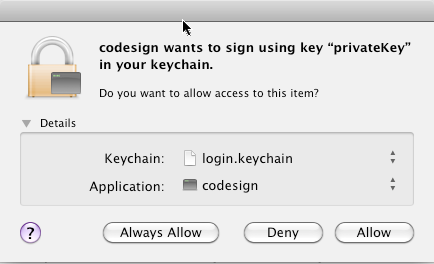 codesign wants to sign using key “privateKey”
in your keychain.
Do you want to allow access to this item?
Details
Keychain: login.keychain
Application: codesign
? Always Allow Deny Allow